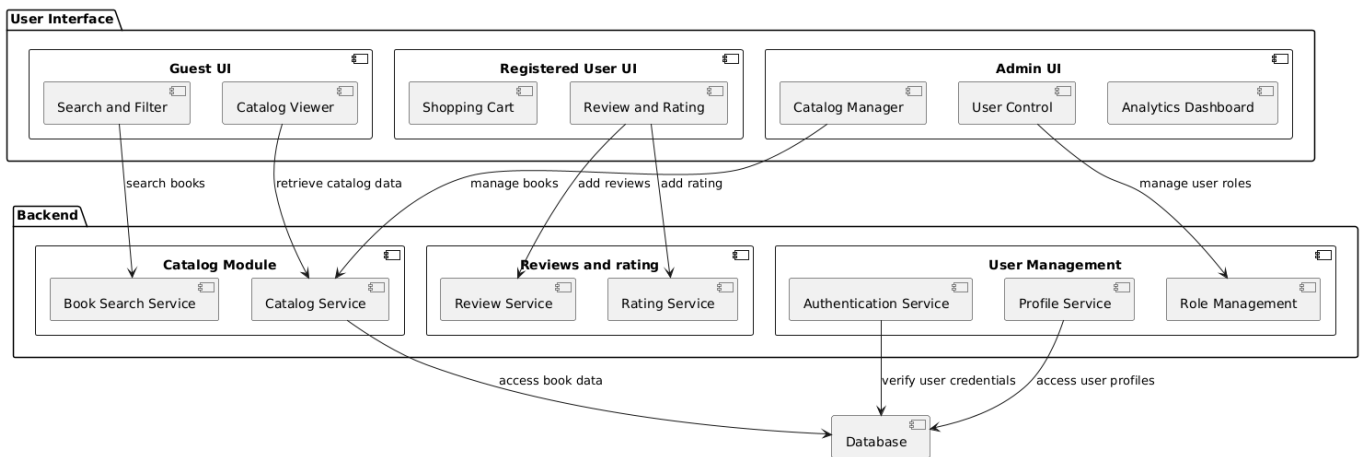 User Interface
Guest UI
Registered User UI
Admin UI
Search and Filter
Catalog Viewer
Shopping Cart
Review and Rating
Catalog Manager
User Control
Analytics Dashboard
search books
retrieve catalog data
manage books
add reviews
add rating
manage user roles
Backend
Catalog Module
Reviews and rating
User Management
Book Search Service
Catalog Service
Review Service
Rating Service
Authentication Service
Profile Service
Role Management
access book data
verify user credentials
access user profiles
Database